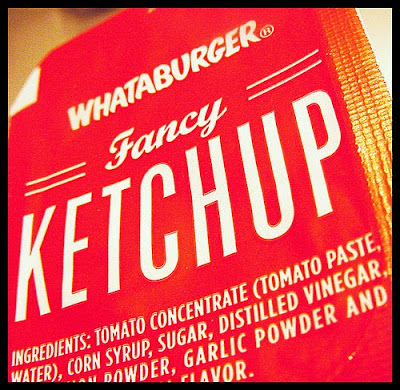 WHATABURGER®
Fancy
KETCHUP
INGREDIENTS: TOMATO CONCENTRATE (TOMATO PASTE,
WATER), CORN SYRUP, SUGAR, DISTILLED VINEGAR,
POWDER, GARLIC POWDER AND
FLAVOR.